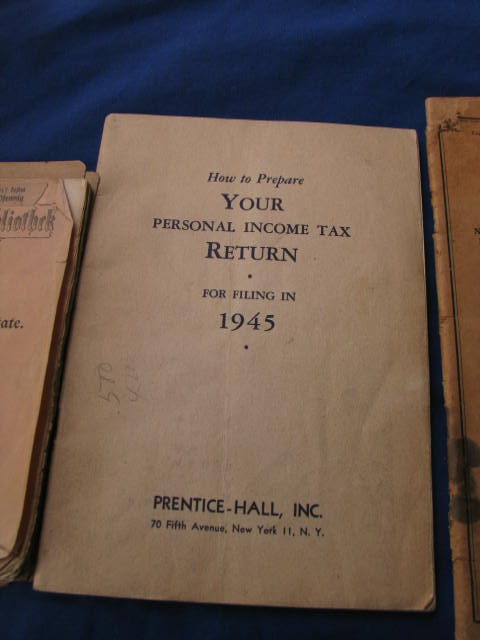 How to Prepare
YOUR
PERSONAL INCOME TAX
RETURN
FOR FILING IN
1945
PRENTICE-HALL, INC.
70 Fifth Avenue, New York 11, N. Y.
ate.